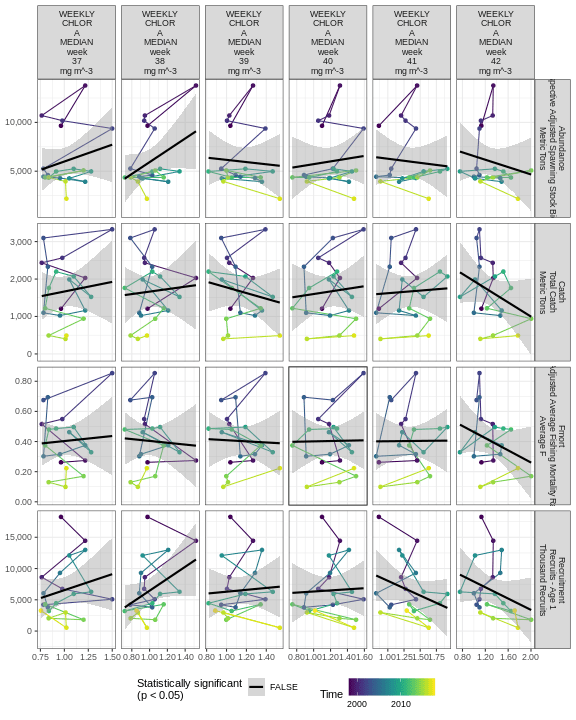 WEEKLY CHLOR A MEDIAN week 37 mg m^-3
WEEKLY CHLOR A MEDIAN week 38 mg m^-3
WEEKLY CHLOR A MEDIAN week 39 mg m^-3
WEEKLY CHLOR A MEDIAN week 40 mg m^-3
WEEKLY CHLOR A MEDIAN week 41 mg m^-3
WEEKLY CHLOR A MEDIAN week 42 mg m^-3
10,000
5,000
Abundance
Adjusted Spawning Stock
Metric Tons
3,000
2,000
1,000
0
Catch
Total Catch
Metric Tons
0.80
0.60
0.40
0.20
0.00
Fmort
Average Fishing Mortality
Average F
15,000
10,000
5,000
0
Recruitment
Recruits - Age 1
Thousand Recruits
0.75 1.00 1.25 1.50
0.80 1.00 1.20 1.40
0.80 1.00 1.20 1.40
0.80 1.00 1.20 1.40 1.60
1.00 1.25 1.50 1.75
0.80 1.20 1.60 2.00
Statistically significant
(p < 0.05)
FALSE
Time
2000 2010